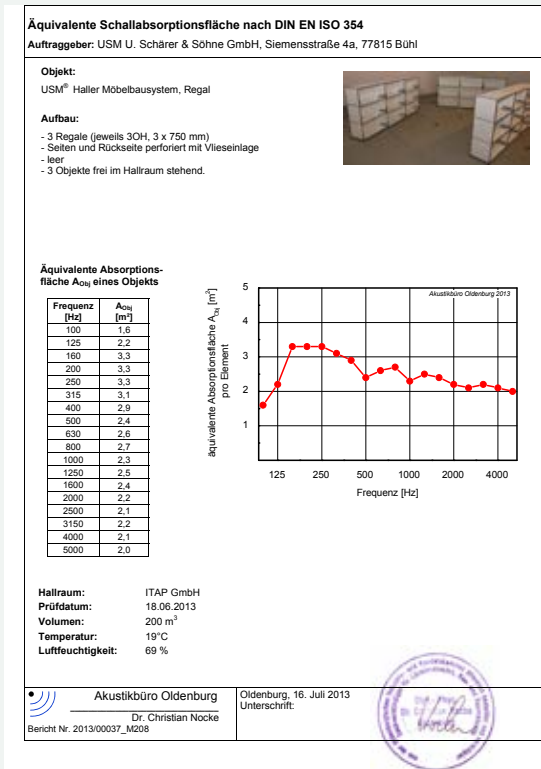 Äquivalente Schallabsorptionsfläche nach DIN EN ISO 354
Auftraggeber: USM U. Schärer & Söhne GmbH, Siemensstraße 4a, 77815 Bühl
Objekt:
USM® Haller Möbelbausystem, Regal
Aufbau:
- 3 Regale (jeweils 3OH, 3 x 750 mm)
- Seiten und Rückseite perforiert mit Vlieseinlage
- leer
- 3 Objekte frei im Hallraum stehend.
Äquivalente Absorptions-
fläche AObj eines Objekts
Frequenz [Hz] AObj [m²]
100 1,6
125 2,2
160 3,3
200 3,3
250 3,3
315 3,1
400 2,9
500 2,4
630 2,6
800 2,7
1000 2,3
1250 2,5
1600 2,4
2000 2,2
2500 2,1
3150 2,2
4000 2,1
5000 2,0
äquivalente Absorptionsfläche AObj [m²]
pro Element
Akustikbüro Oldenburg 2013
5
4
3
2
1
125 250 500 1000 2000 4000
Frequenz [Hz]
Hallraum: ITAP GmbH
Prüfdatum: 18.06.2013
Volumen: 200 m³
Temperatur: 19°C
Luftfeuchtigkeit: 69 %
Akustikbüro Oldenburg
Dr. Christian Nocke
Bericht Nr. 2013/00037_M208
Oldenburg, 16. Juli 2013
Unterschrift: